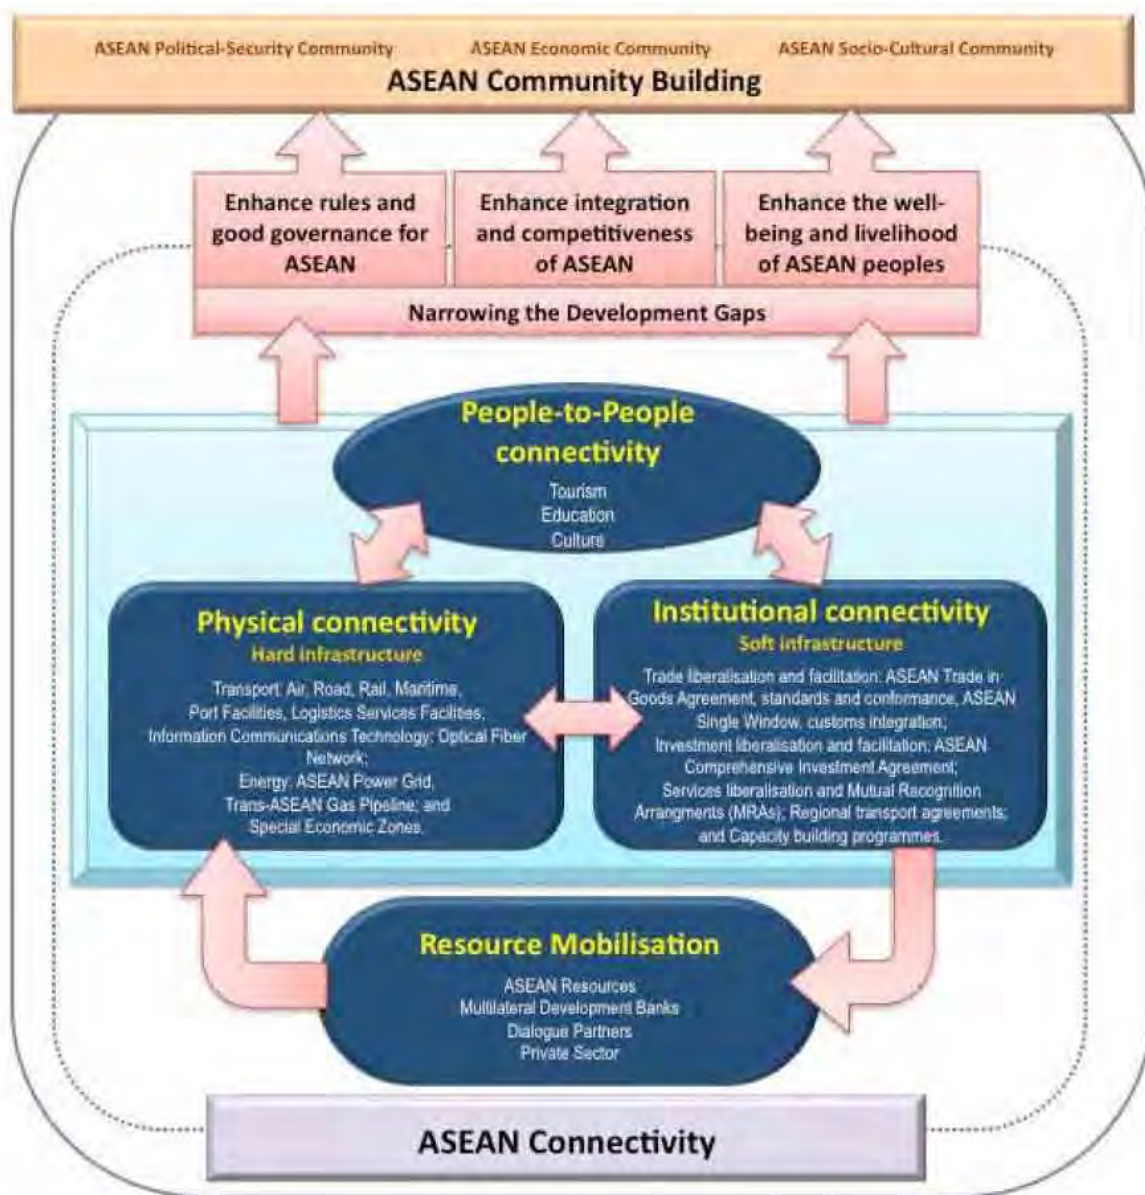 ASEAN Political-Security Community
ASEAN Economic Community
ASEAN Socio-Cultural Community
ASEAN Community Building
Enhance rules and
good governance for
ASEAN
Enhance integration
and competitiveness
of ASEAN
Enhance the well-
being and livelihood
of ASEAN peoples
Narrowing the Development Gaps
People-to-People
connectivity
Tourism
Education
Culture
Physical connectivity
Hard infrastructure
Transport: Air, Road, Rail, Maritime,
Port Facilities, Logistics Services Facilities;
Information Communications Technology: Optical Fiber
Network;
Energy: ASEAN Power Grid,
Trans-ASEAN Gas Pipeline; and
Special Economic Zones.
Institutional connectivity
Soft infrastructure
Trade liberalisation and facilitation: ASEAN Trade in
Goods Agreement, standards and conformance, ASEAN
Single Window, customs integration;
Investment liberalisation and facilitation: ASEAN
Comprehensive Investment Agreement;
Services liberalisation and Mutual Recognition
Arrangments (MRAs); Regional transport agreements;
and Capacity building programmes.
Resource Mobilisation
ASEAN Resources
Multilateral Development Banks
Dialogue Partners
Private Sector
ASEAN Connectivity